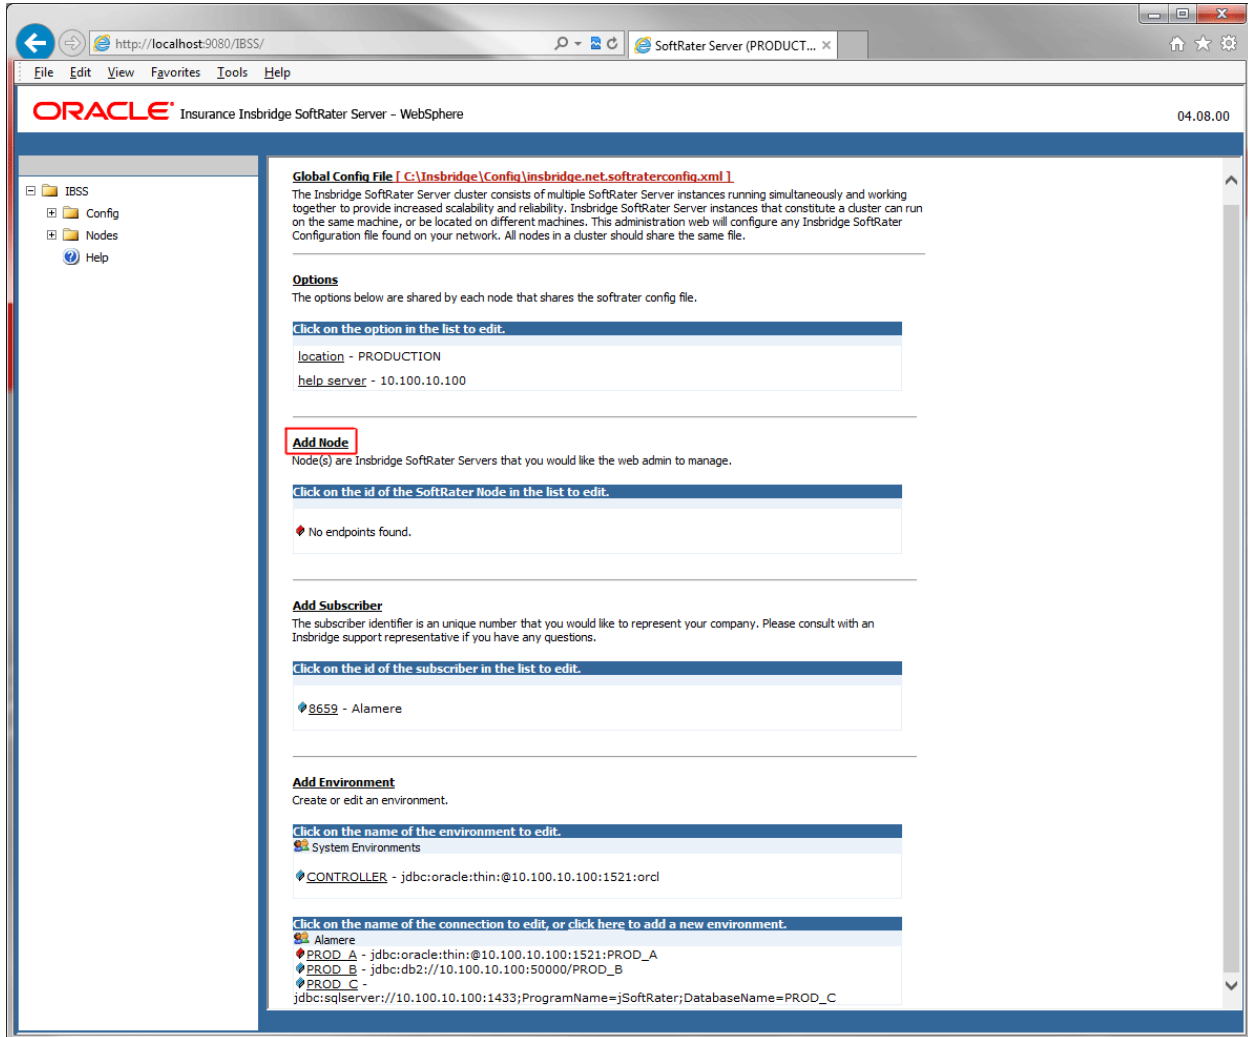 http://localhost:9080/IBSS/
SoftRater Server (PRODUCT...
File Edit View Favorites Tools Help
ORACLE Insurance Insbridge SoftRater Server - WebSphere
04.08.00
IBSS
Config
Nodes
Help
Global Config File [ C:\Insbridge\Config\insbridge.net.softraterconfig.xml ]
The Insbridge SoftRater Server cluster consists of multiple SoftRater Server instances running simultaneously and working
together to provide increased scalability and reliability. Insbridge SoftRater Server instances that constitute a cluster can run
on the same machine, or be located on different machines. This administration web will configure any Insbridge SoftRater
Configuration file found on your network. All nodes in a cluster should share the same file.
Options
The options below are shared by each node that shares the softrater config file.
Click on the option in the list to edit.
location - PRODUCTION
help server - 10.100.10.100
Add Node
Node(s) are Insbridge SoftRater Servers that you would like the web admin to manage.
Click on the id of the SoftRater Node in the list to edit.
No endpoints found.
Add Subscriber
The subscriber identifier is an unique number that you would like to represent your company. Please consult with an
Insbridge support representative if you have any questions.
Click on the id of the subscriber in the list to edit.
8659 - Alamere
Add Environment
Create or edit an environment.
Click on the name of the environment to edit.
System Environments
CONTROLLER - jdbc:oracle:thin:@10.100.10.100:1521:orcl
Click on the name of the connection to edit, or click here to add a new environment.
Alamere
PROD_A - jdbc:oracle:thin:@10.100.10.100:1521:PROD_A
PROD_B - jdbc:db2://10.100.10.100:50000/PROD_B
PROD_C -
jdbc:sqlserver://10.100.10.100:1433;ProgramName=jSoftRater;DatabaseName=PROD_C